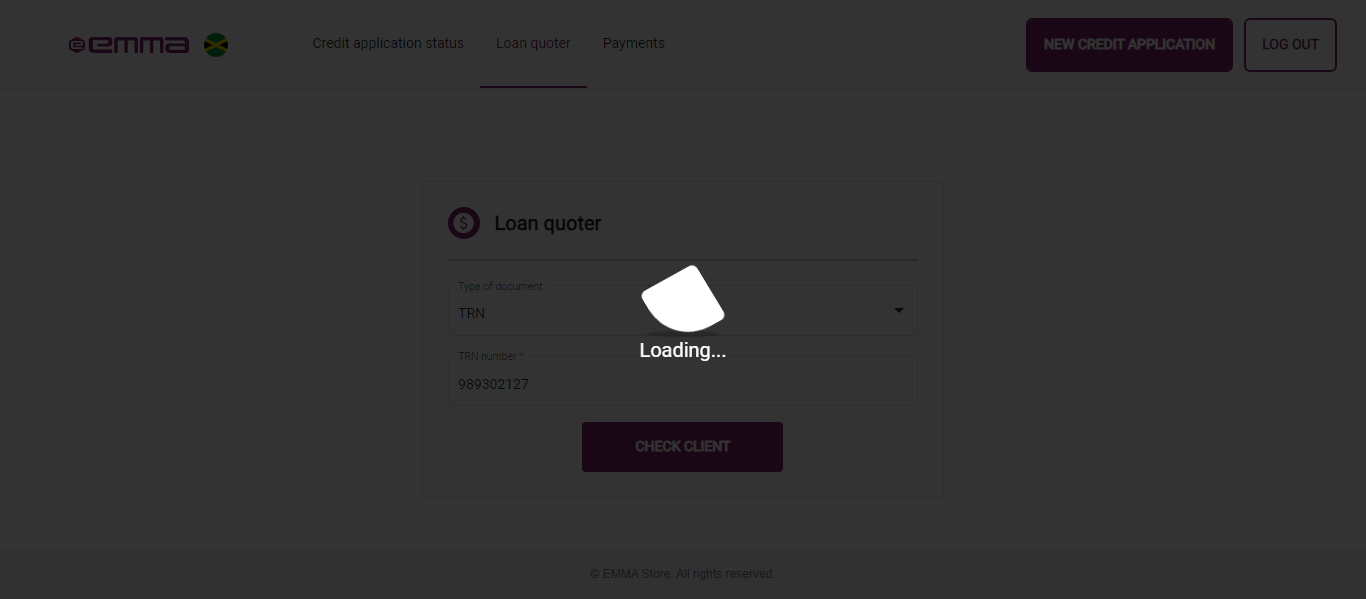 emma
Credit application status
Loan quoter
Payments
NEW CREDIT APPLICATION
LOG OUT
$ Loan quoter
Type of document
TRN
Loading...
TRN number *
989302127
CHECK CLIENT
© EMMA Store. All rights reserved.